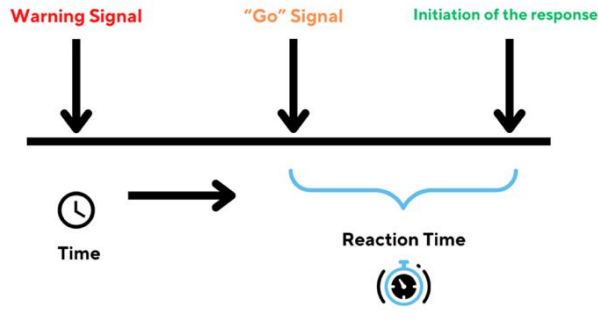 Warning Signal
“Go” Signal
Initiation of the response
Time
Reaction Time